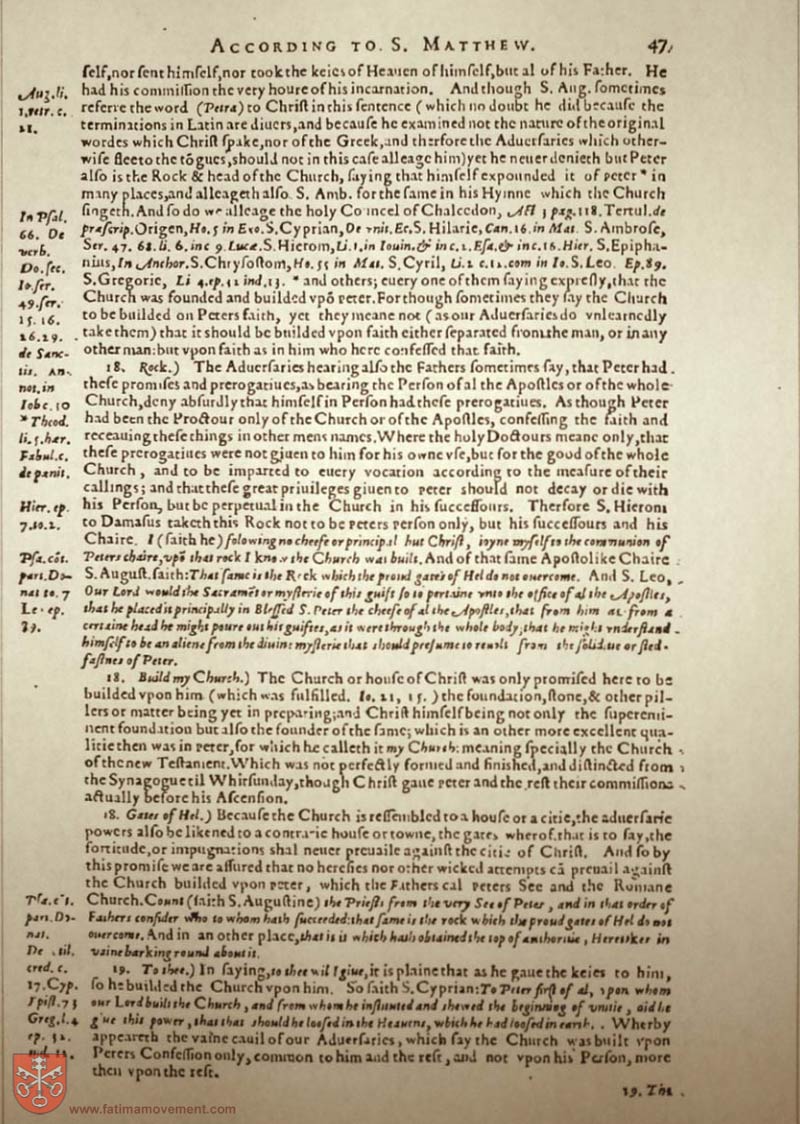 ACCORDING TO S. MATTHEW. 47
ſelf, nor ſent himſelf, nor took the keies of Heauen of himſelf, but al of his Father. He
had his commiſſion the very houre of his incarnation. And though S. Aug. ſometimes
referre the word (Petra) to Chriſt in this ſentence (which no doubt he did becauſe the
terminations in Latin are diuers, and becauſe he examined not the nature of the original
wordes which Chriſt ſpake, nor of the Greek, and therfore the Aduerſaries which other-
wiſe flee to the tõgues, ſhould not in this caſe alleage him) yet he neuer denieth but Peter
alſo is the Rock & head of the Church, ſaying that himſelf expounded it of Peter * in
many places, and alleageth alſo S. Amb. for the ſame in his Hymne which the Church
ſingeth. And ſo do we alleage the holy Councel of Chalcedon, Act 3 pag. 118. Tertul. de
præſcrip. Origen, Ho. 5 in Exo. S. Cyprian, De vnit. Ec. S. Hilarie, Can. 16. in Mat. S. Ambroſe,
Ser. 47. 68. li. 6. in c 9. Lucæ. S. Hierom, Li. 1. in Iouin. & in c. 2. Eſa. & in c. 16. Hier. S. Epipha-
nius, In Anchor. S. Chryſoſtom, Ho. 55 in Mat. S. Cyril, Li. 2 c. 12. com in Io. S. Leo. Ep. 89.
S. Gregorie, Li 4. ep. 32 ind. 13. * and others; euery one of them ſaying expreſly, that the
Church was founded and builded vpõ Peter. For though ſometimes they ſay the Church
to be builded on Peters faith, yet they meane not (as our Aduerſaries do vnlearnedly
take them) that it ſhould be builded vpon faith either ſeparated from the man, or in any
other man: but vpon faith as in him who here confeſſed that faith.
18. Rock.) The Aduerſaries hearing alſo the Fathers ſometimes ſay, that Peter had
theſe promiſes and prerogatiues, as bearing the Perſon of al the Apoſtles or of the whole
Church, deny abſurdly that himſelf in Perſon had theſe prerogatiues. As though Peter
had been the Proctour only of the Church or of the Apoſtles, confeſſing the faith and
receauing theſe things in other mens names. Where the holy Doctours meane only, that
theſe prerogatiues were not giuen to him for his owne vſe, but for the good of the whole
Church, and to be imparted to euery vocation according to the meaſure of their
callings; and that theſe great priuileges giuen to Peter ſhould not decay or die with
his Perſon, but be perpetual in the Church in his ſucceſſours. Therfore S. Hierom
to Damaſus taketh this Rock not to be Peters perſon only, but his ſucceſſours and his
Chaire. I (ſaith he) folowing no cheefe or principal but Chriſt, ioyne myſelf to the communion of
Peters chaire, vpõ that rock I know the Church was built. And of that ſame Apoſtolike Chaire
S. Auguſt. ſaith: That ſame is the Rock which the proud gates of Hel do not ouercome. And S. Leo,
Our Lord would the Sacramẽt or myſterie of this guift ſo to pertaine vnto the office of al the Apoſtles,
that he placed it principally in Bleſſed S. Peter the cheefe of al the Apoſtles, that from him as from a
certaine head he might poure out his guiftes, as it were through the whole body; that he might vnderſtand
himſelf to be an aliene from the diuine myſterie that ſhould preſume to reuolt from the ſoliditie or ſted-
faſtnes of Peter.
18. Build my Church.) The Church or houſe of Chriſt was only promiſed here to be
builded vpon him (which was fulfilled. Io. 21, 15.) the foundation, ſtone, & other pil-
lers or matter being yet in preparing; and Chriſt himſelf being not only the ſuperemi-
nent foundation but alſo the founder of the ſame; which is an other more excellent qua-
litie then was in Peter, for which he calleth it my Church: meaning ſpecially the Church
of the new Teſtament. Which was not perfectly formed and finiſhed, and diſtincted from
the Synagogue til Whitſunday, though Chriſt gaue Peter and the reſt their commiſſions
actually before his Aſcenſion.
18. Gates of Hel.) Becauſe the Church is reſſembled to a houſe or a citie, the aduerſarie
powers alſo be likened to a contrarie houſe or towne, the gates wherof, that is to ſay, the
fortitude, or impugnations ſhal neuer preuaile againſt the citie of Chriſt. And ſo by
this promiſe we are aſſured that no hereſies nor other wicked attempts cã preuail againſt
the Church builded vpon Peter, which the Fathers cal Peters See and the Romane
Church. Count (ſaith S. Auguſtine) the Prieſts from the very See of Peter, and in that order of
Fathers conſider who to whom hath ſucceeded: that ſame is the rock which the proud gates of Hel do not
ouercome. And in an other place, that is it which hath obtained the top of authoritie, Heretikes in
vaine barking round about it.
19. To thee.) In ſaying, to thee wil I giue, it is plaine that as he gaue the keies to him,
ſo he builded the Church vpon him. So ſaith S. Cyprian: To Peter firſt of al, vpon whom
our Lord built the Church, and from whom he inſtituted and ſhewed the beginning of vnitie, did he
giue this power, that that ſhould be looſed in the Heauens, which he had looſed in earth. Wherby
appeareth the vaine cauil of our Aduerſaries, which ſay the Church was built vpon
Peters Confeſſion only, common to him and the reſt, and not vpon his Perſon, more
then vpon the reſt.
19. The
Aug. li.
1. retr. c.
21.
In Pſal.
66. De
verb.
Do. ſec.
Io. ſer.
49. ſer.
15. 16.
26. 29.
de Sanc-
tis. An-
not. in
Iob c. 30
* Theod.
li. 5. hær.
Fabul. c.
de pœnit.
Hier. ep.
7. to. 2.
Pſa. cõt.
part. Do-
nat to. 7
Leo ep.
89.
Pſa. cõt.
part. Do-
nat.
De vtil.
cred. c.
17. Cyp.
Epiſt. 73
Greg. l. 4
ep. 32.
ind. 13.
www.fatimamovement.com